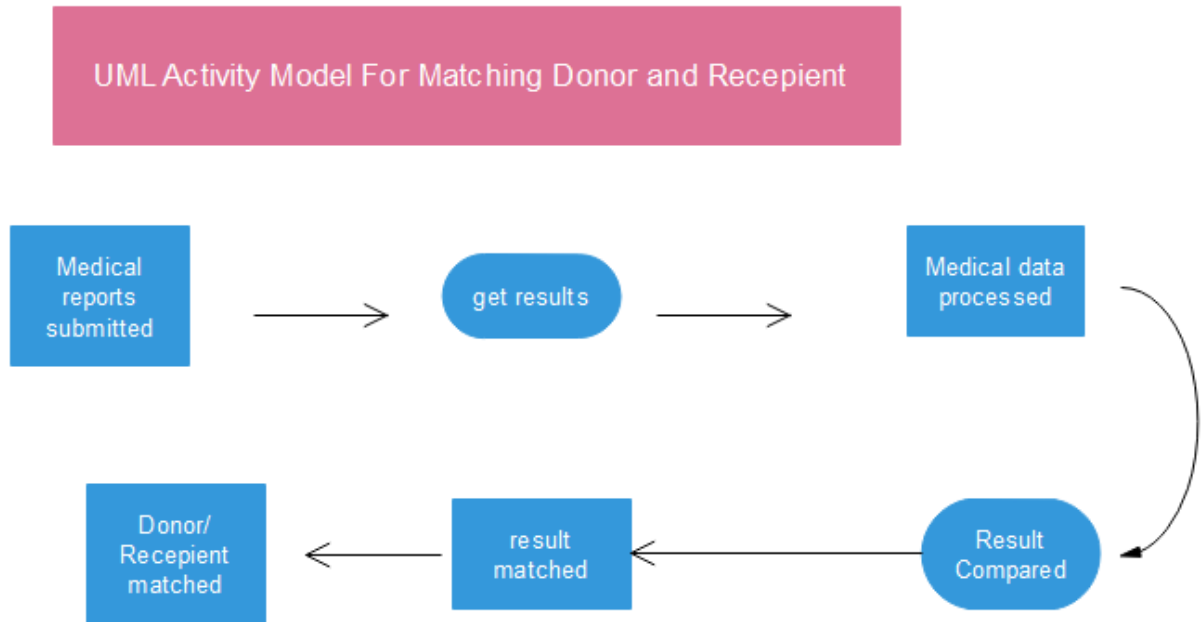 UML Activity Model For Matching Donor and Recepient
Medical
reports
submitted
get results
Medical data
processed
Donor/
Recepient
matched
result
matched
Result
Compared